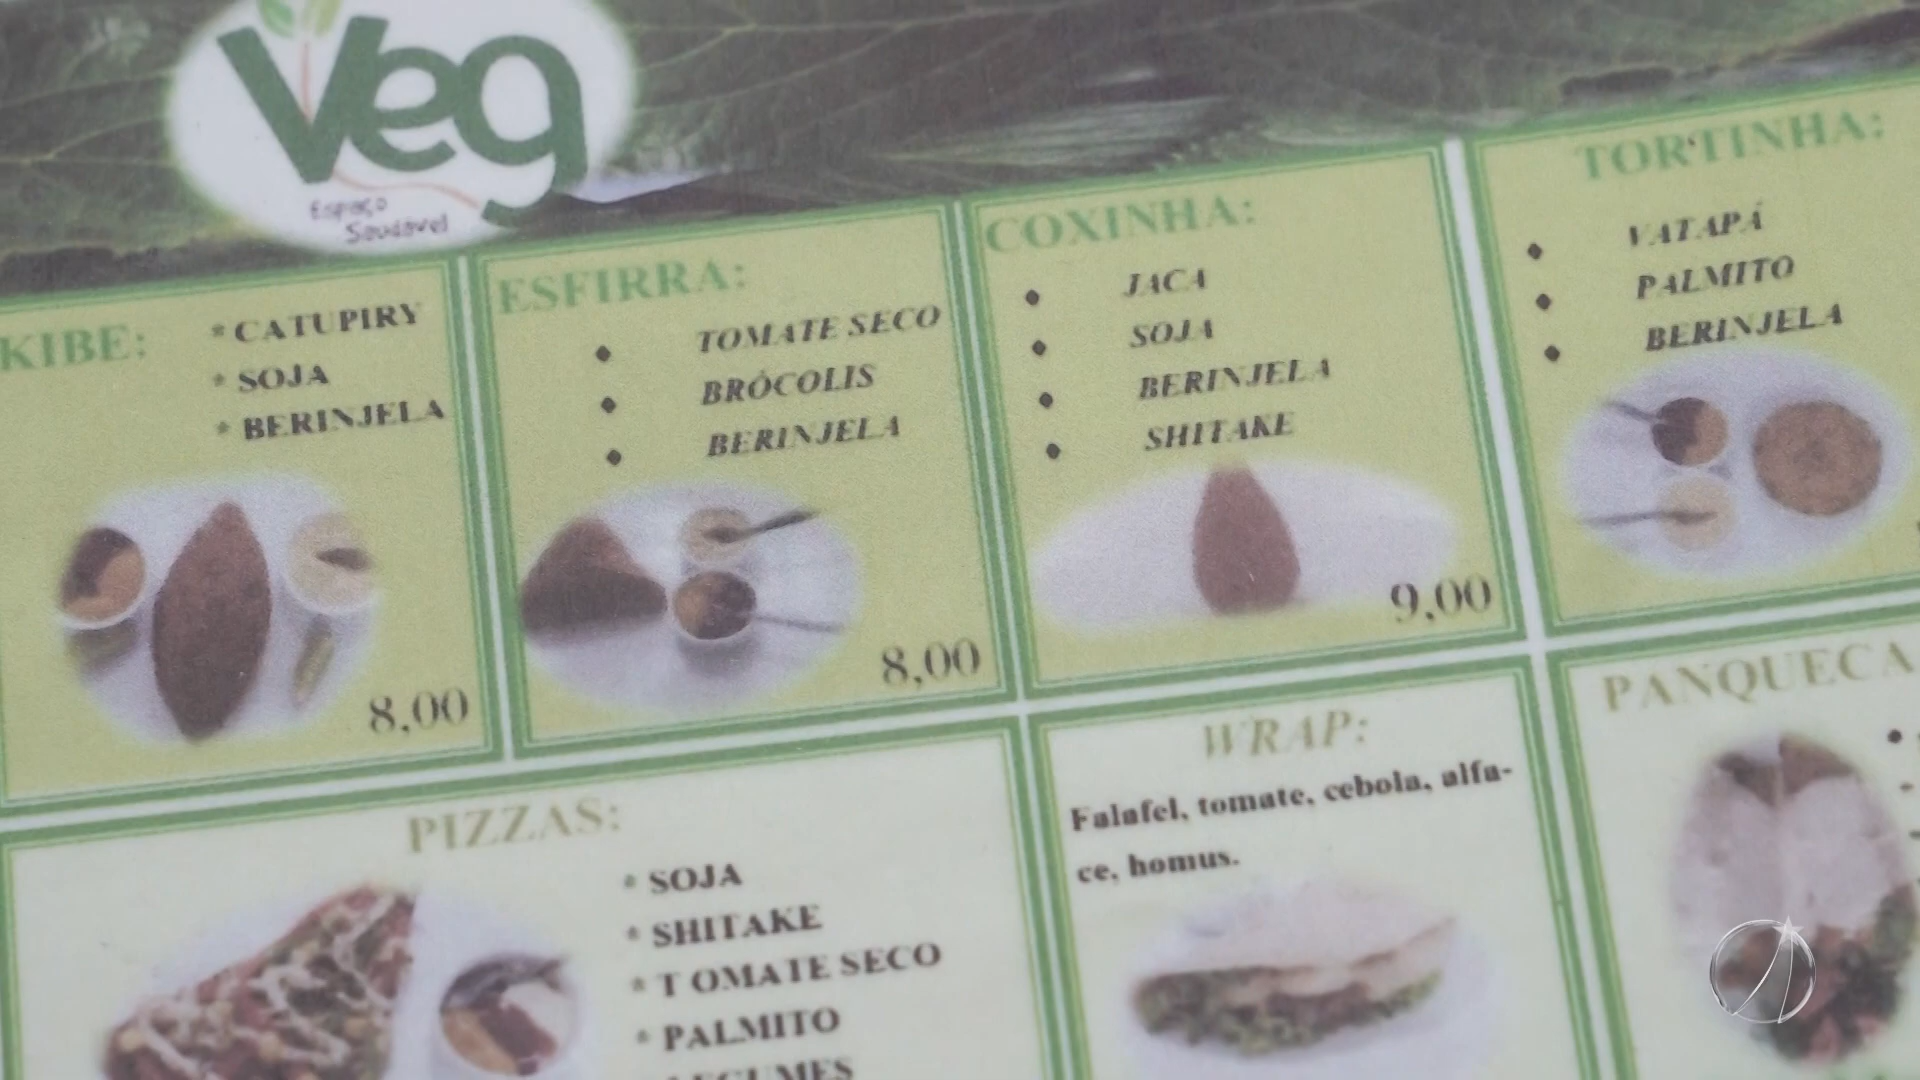 Veg
Espaço
Saudável
KIBE:
* CATUPIRY
* SOJA
* BERINJELA
8,00
ESFIRRA:
• TOMATE SECO
• BRÓCOLIS
• BERINJELA
8,00
COXINHA:
• JACA
• SOJA
• BERINJELA
• SHITAKE
9,00
TORTINHA:
• VATAPÁ
• PALMITO
• BERINJELA
PIZZAS:
* SOJA
* SHITAKE
* T OMATE SECO
* PALMITO
LEGUMES
WRAP:
Falafel, tomate, cebola, alfa-
ce, homus.
PANQUECA